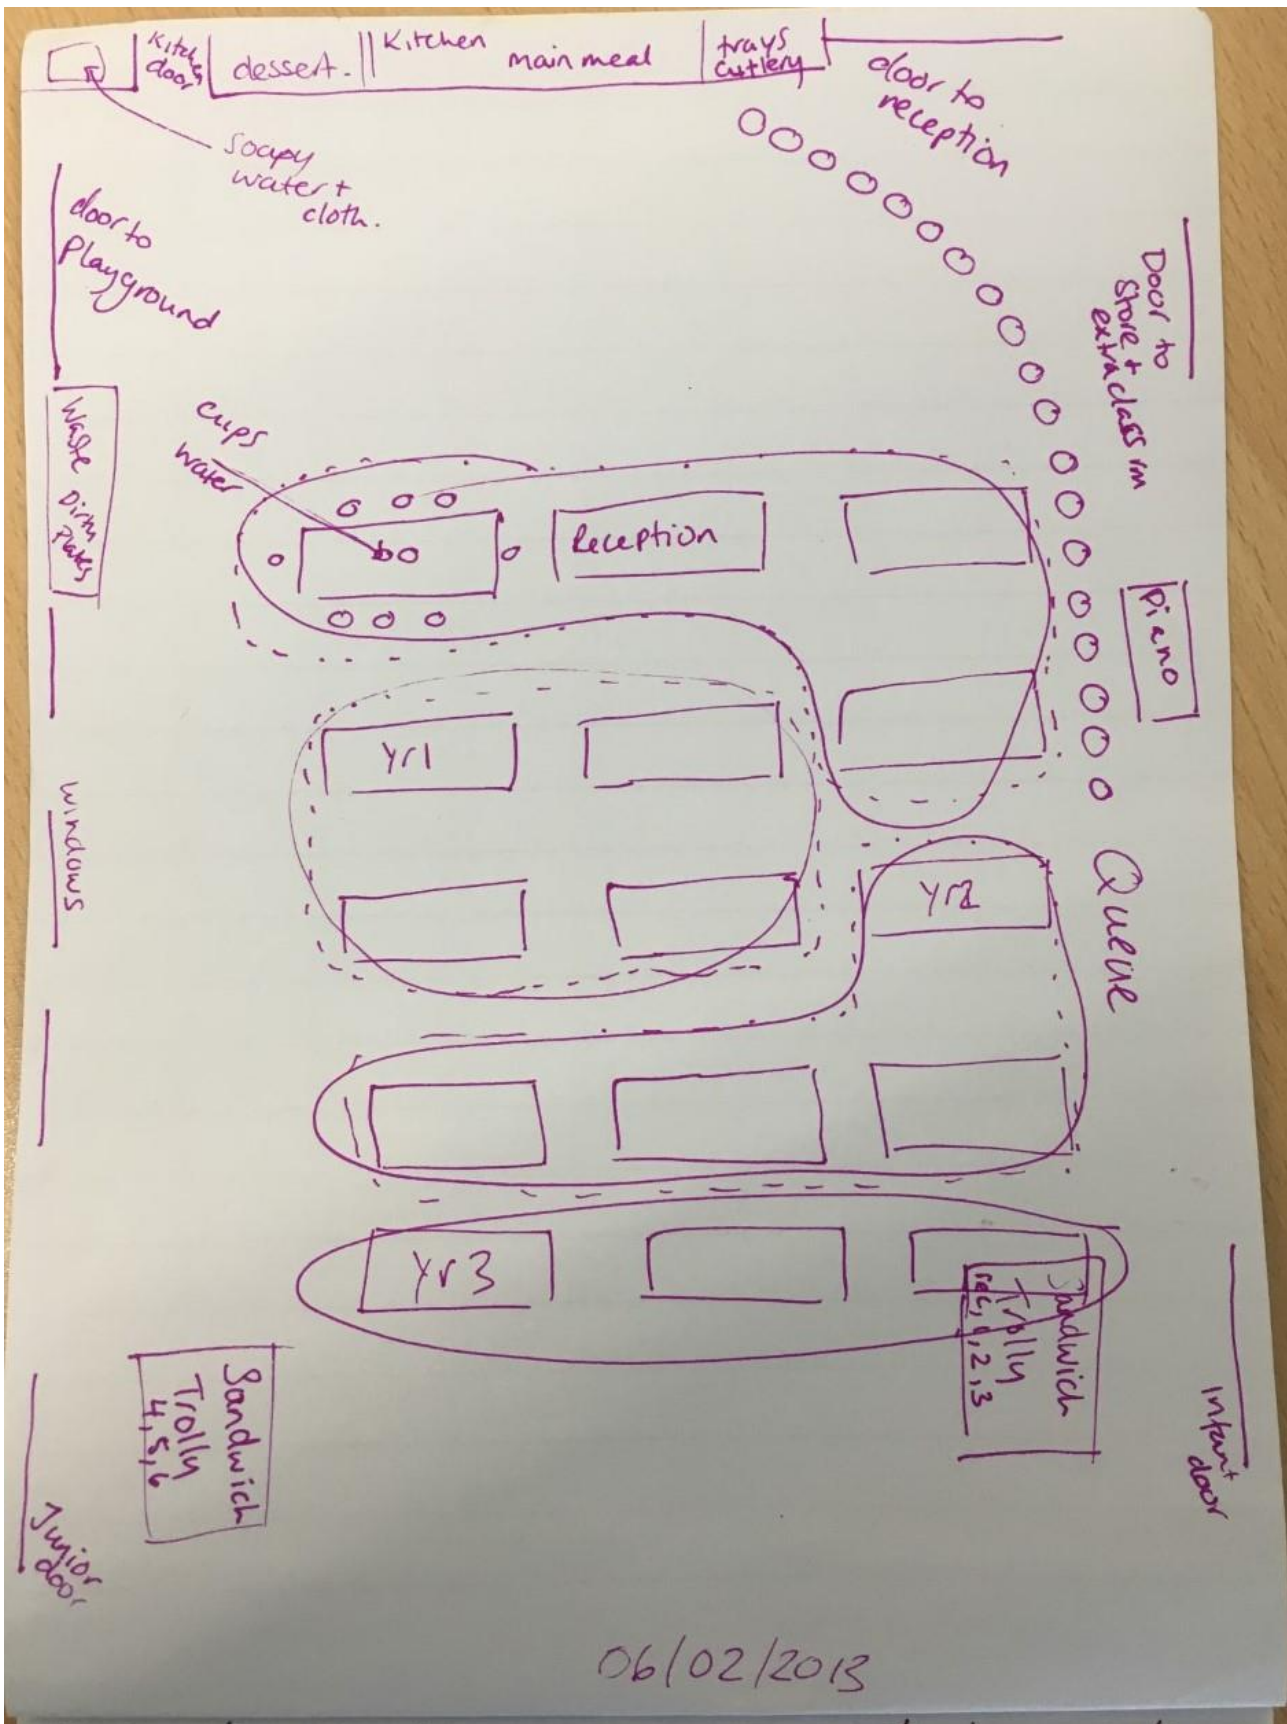 Kitchen
door
dessert.
Kitchen
main meal
trays
cutlery
door to
reception
soapy
water +
cloth.
door to
Playground
Door to
Store +
extra class rm
cups
water
Waste Dirty
Plates
Reception
Piano
Yr1
windows
Yr2
Queue
Yr3
Sandwich
Trolly
rec, 1, 2, 3
Sandwich
Trolly
4, 5, 6
Infant
door
Junior
door
06/02/2013